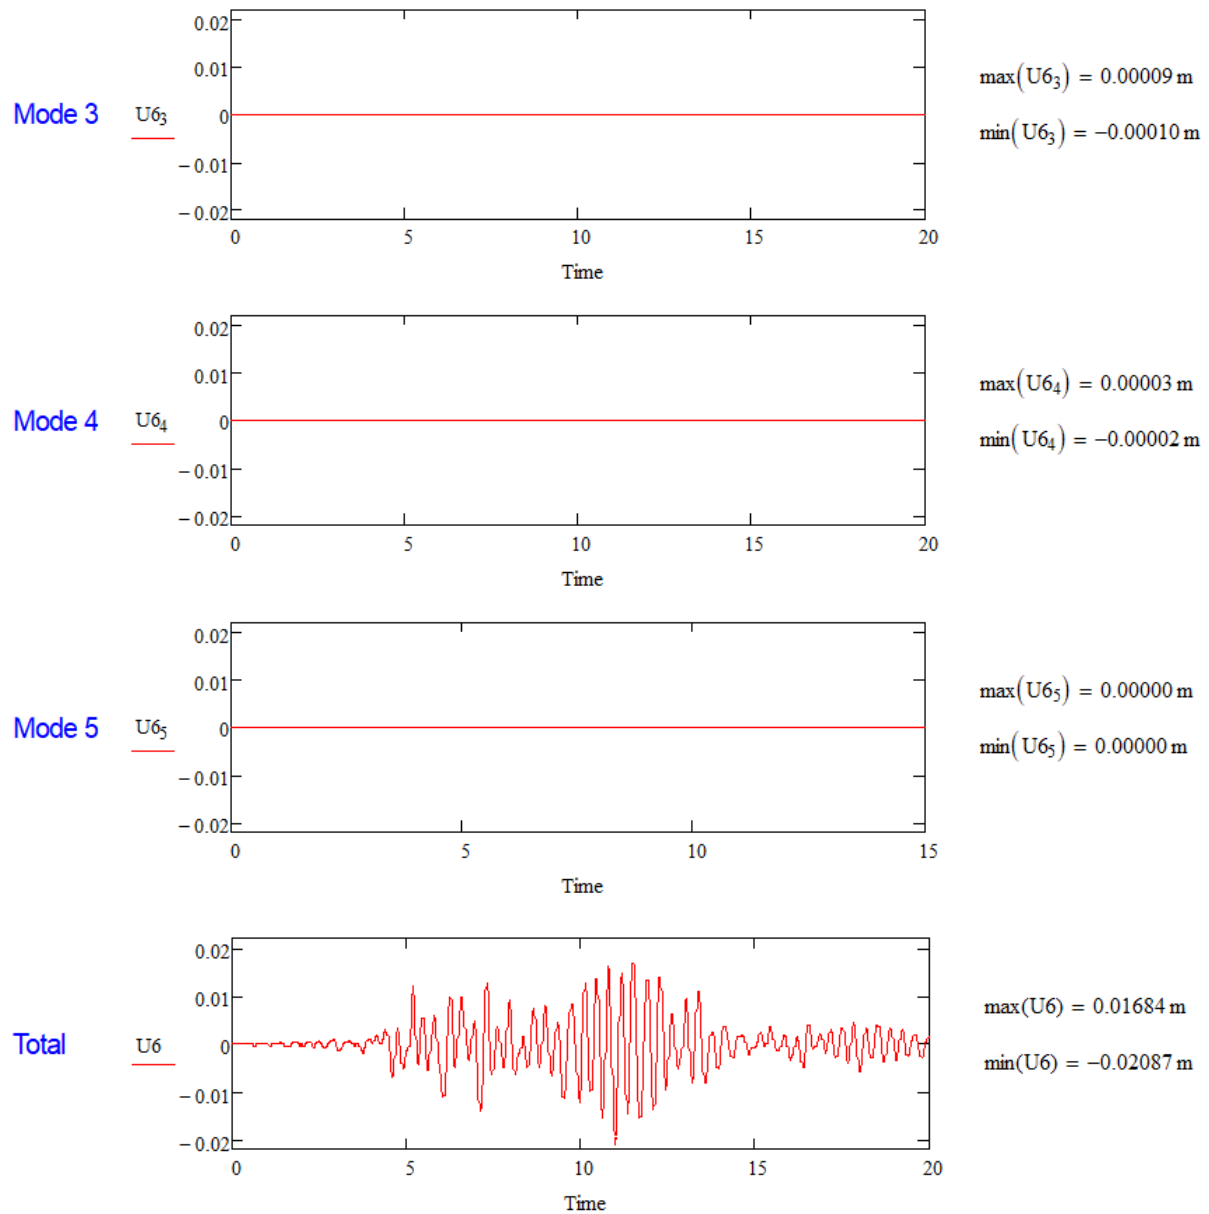 0.02
0.01
Mode 3 U6₃ 0 max(U6₃) = 0.00009 m
−0.01 min(U6₃) = −0.00010 m
−0.02
0 5 10 15 20
Time
0.02
0.01
Mode 4 U6₄ 0 max(U6₄) = 0.00003 m
−0.01 min(U6₄) = −0.00002 m
−0.02
0 5 10 15 20
Time
0.02
0.01
Mode 5 U6₅ 0 max(U6₅) = 0.00000 m
−0.01 min(U6₅) = 0.00000 m
−0.02
0 5 10 15
Time
0.02
0.01
Total U6 0 max(U6) = 0.01684 m
−0.01 min(U6) = −0.02087 m
−0.02
0 5 10 15 20
Time